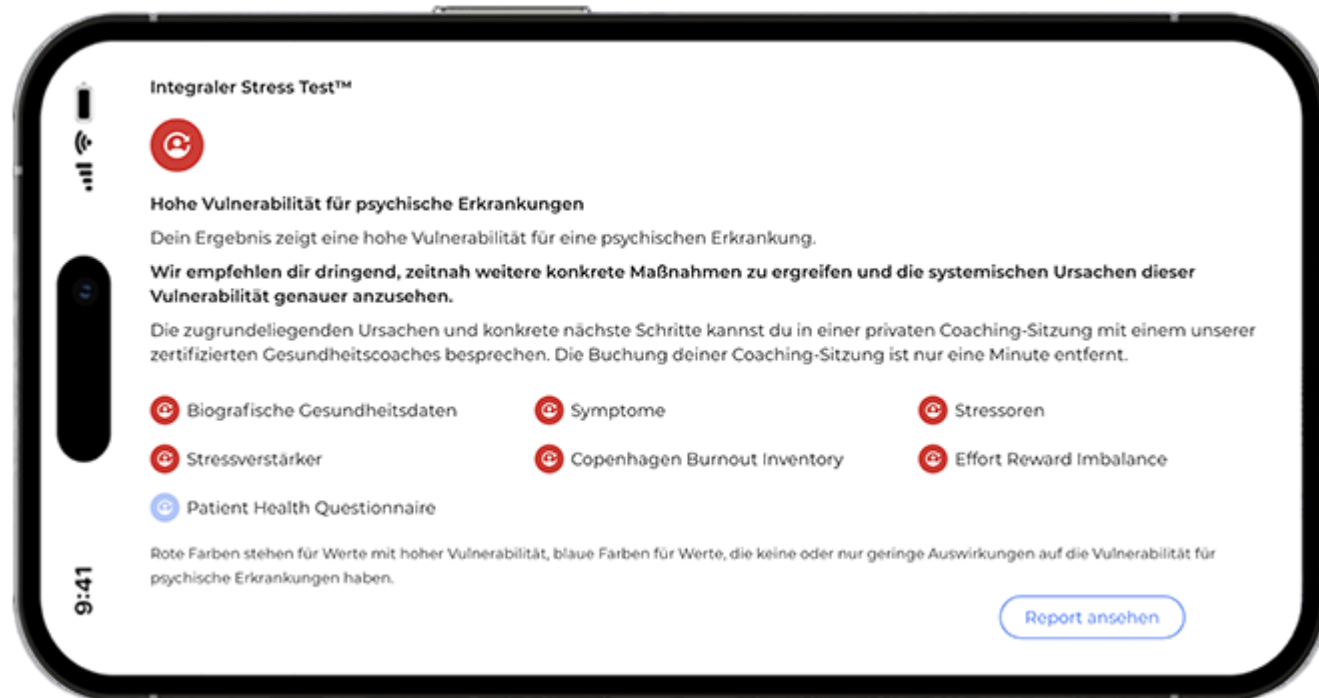 Integraler Stress Test™
Hohe Vulnerabilität für psychische Erkrankungen
Dein Ergebnis zeigt eine hohe Vulnerabilität für eine psychischen Erkrankung.
Wir empfehlen dir dringend, zeitnah weitere konkrete Maßnahmen zu ergreifen und die systemischen Ursachen dieser
Vulnerabilität genauer anzusehen.
Die zugrundeliegenden Ursachen und konkrete nächste Schritte kannst du in einer privaten Coaching-Sitzung mit einem unserer
zertifizierten Gesundheitscoaches besprechen. Die Buchung deiner Coaching-Sitzung ist nur eine Minute entfernt.
Biografische Gesundheitsdaten Symptome Stressoren
Stressverstärker Copenhagen Burnout Inventory Effort Reward Imbalance
Patient Health Questionnaire
Rote Farben stehen für Werte mit hoher Vulnerabilität, blaue Farben für Werte, die keine oder nur geringe Auswirkungen auf die Vulnerabilität für
psychische Erkrankungen haben.
Report ansehen
9:41